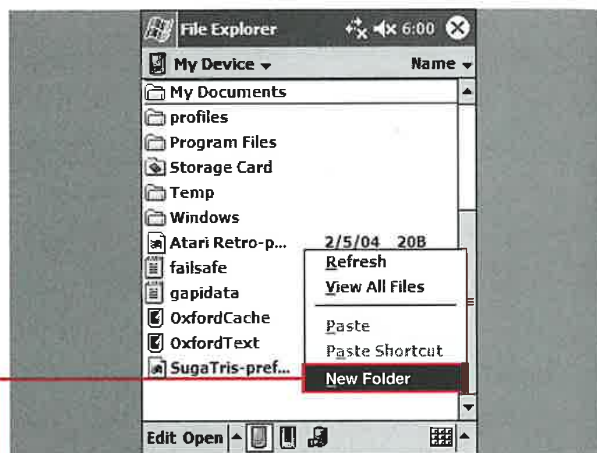 File Explorer 6:00
My Device Name
My Documents
profiles
Program Files
Storage Card
Temp
Windows
Atari Retro-p... 2/5/04 20B
failsafe
gapidata
OxfordCache
OxfordText
SugaTris-pref...
Refresh
View All Files
Paste
Paste Shortcut
New Folder
Edit Open